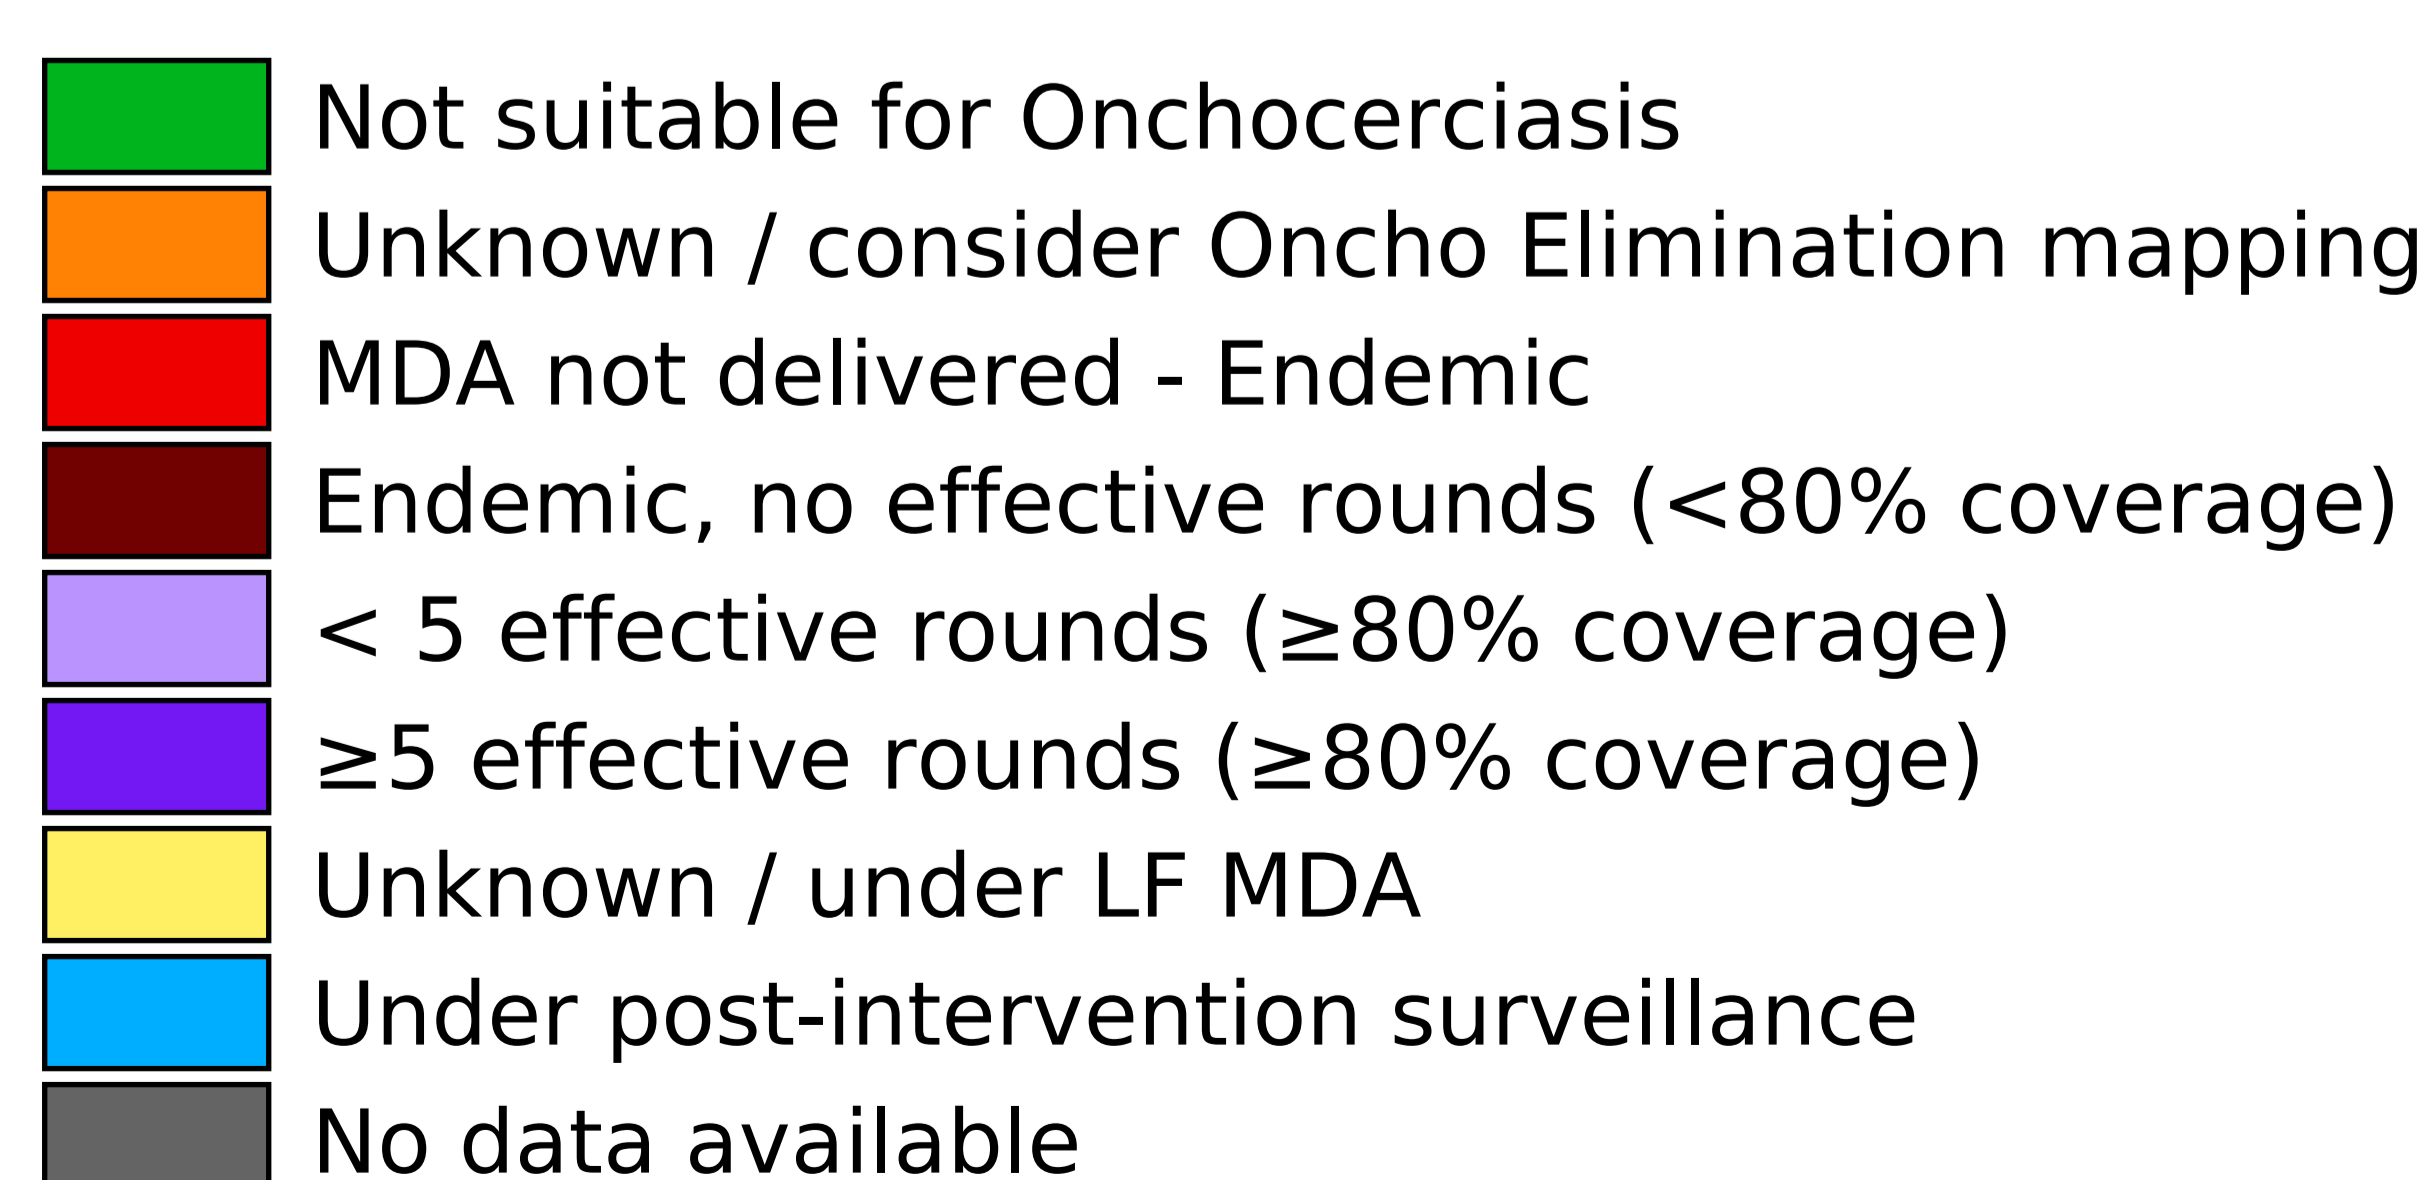 Not suitable for Onchocerciasis
Unknown / consider Oncho Elimination mapping
MDA not delivered - Endemic
Endemic, no effective rounds (<80% coverage)
< 5 effective rounds (≥80% coverage)
≥5 effective rounds (≥80% coverage)
Unknown / under LF MDA
Under post-intervention surveillance
No data available